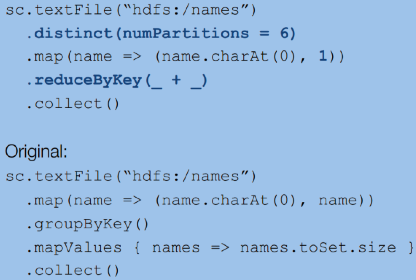 sc.textFile(“hdfs:/names”)
.distinct(numPartitions = 6)
.map(name => (name.charAt(0), 1))
.reduceByKey(_ + _)
.collect()
Original:
sc.textFile(“hdfs:/names”)
.map(name => (name.charAt(0), name))
.groupByKey()
.mapValues { names => names.toSet.size }
.collect()